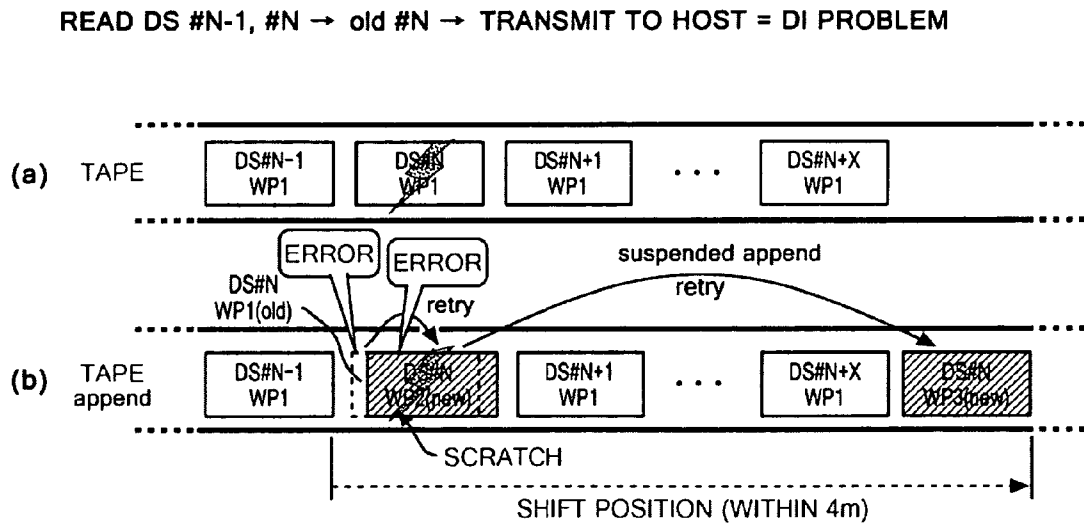 READ DS #N-1, #N → old #N → TRANSMIT TO HOST = DI PROBLEM
(a) TAPE
DS#N-1
WP1
DS#N
WP1
DS#N+1
WP1
• • •
DS#N+X
WP1
ERROR
ERROR
DS#N
WP1(old)
retry
suspended append
retry
(b) TAPE
append
DS#N-1
WP1
DS#N
WP2(new)
DS#N+1
WP1
• • •
DS#N+X
WP1
DS#N
WP3(new)
SCRATCH
SHIFT POSITION (WITHIN 4m)